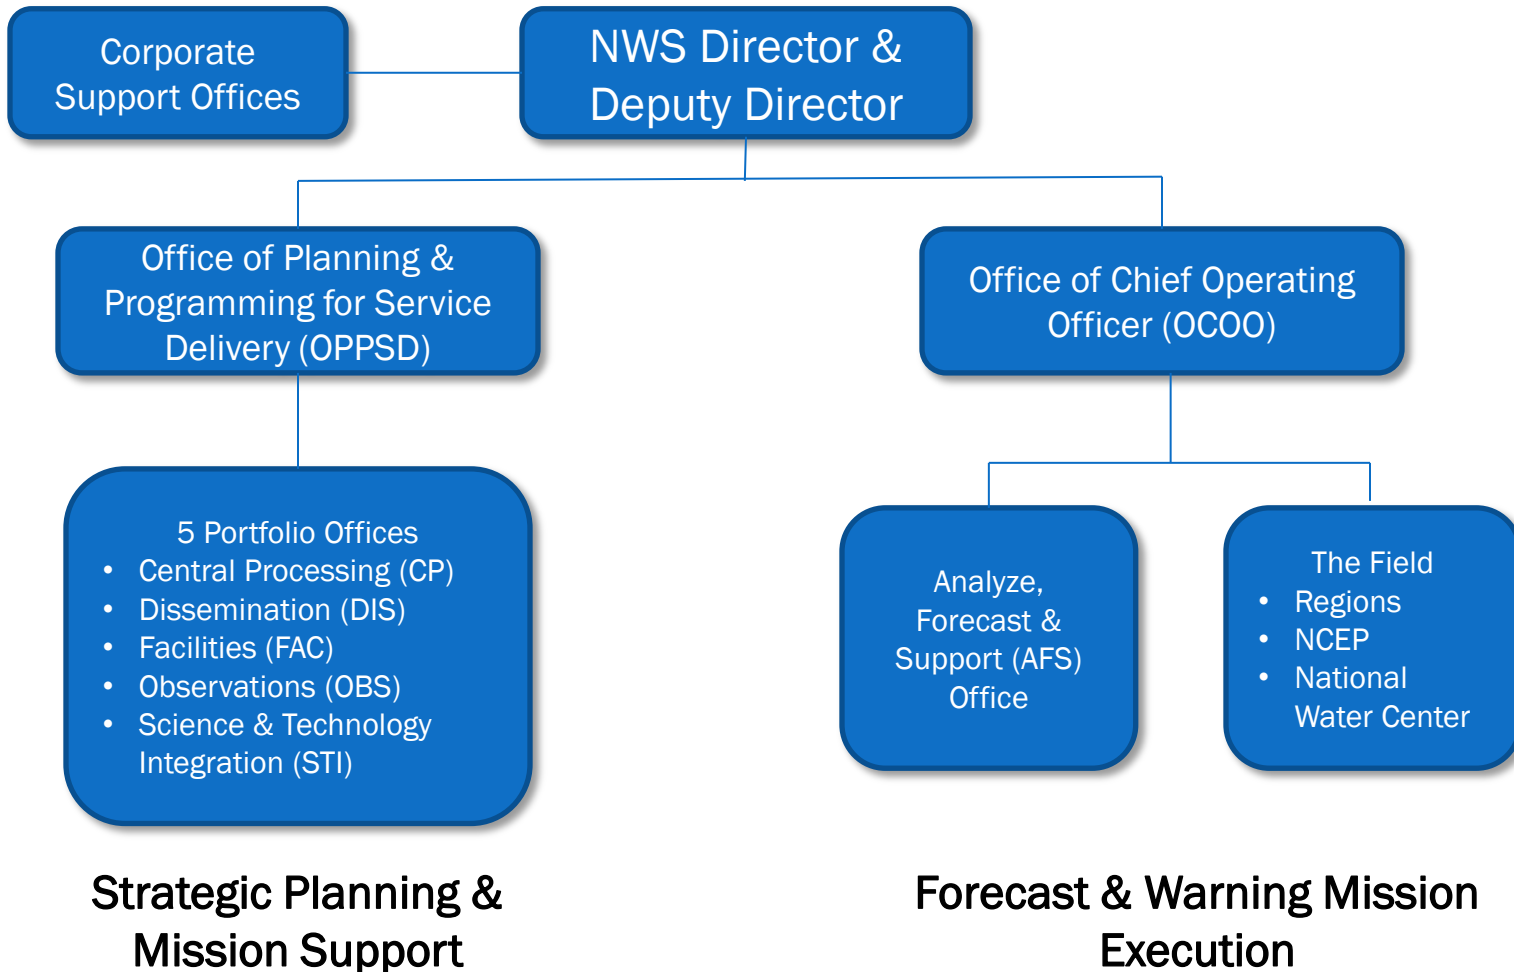 Corporate
Support Offices
NWS Director &
Deputy Director
Office of Planning &
Programming for Service
Delivery (OPPSD)
Office of Chief Operating
Officer (OCOO)
5 Portfolio Offices
• Central Processing (CP)
• Dissemination (DIS)
• Facilities (FAC)
• Observations (OBS)
• Science & Technology
Integration (STI)
Analyze,
Forecast &
Support (AFS)
Office
The Field
• Regions
• NCEP
• National
Water Center
Strategic Planning &
Mission Support
Forecast & Warning Mission
Execution